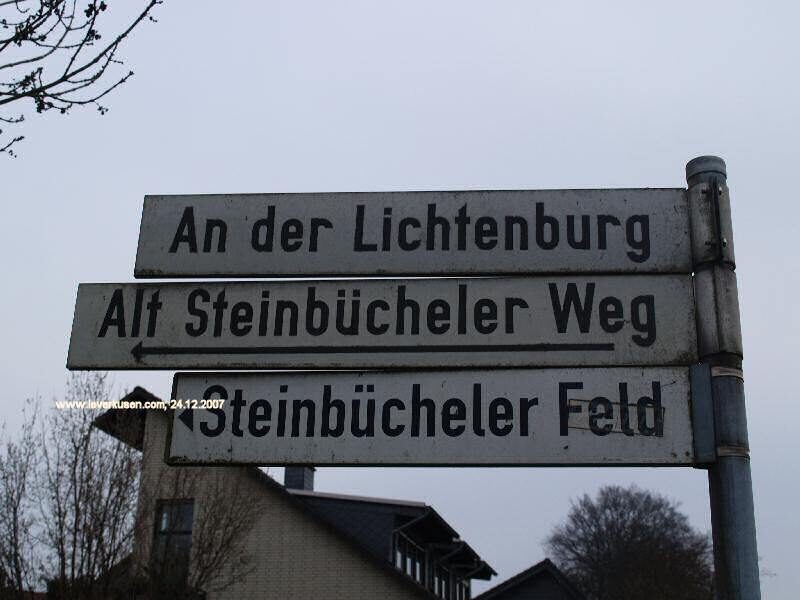 An der Lichtenburg
Alt Steinbücheler Weg
Steinbücheler Feld
www.leverkusen.com, 24.12.2007